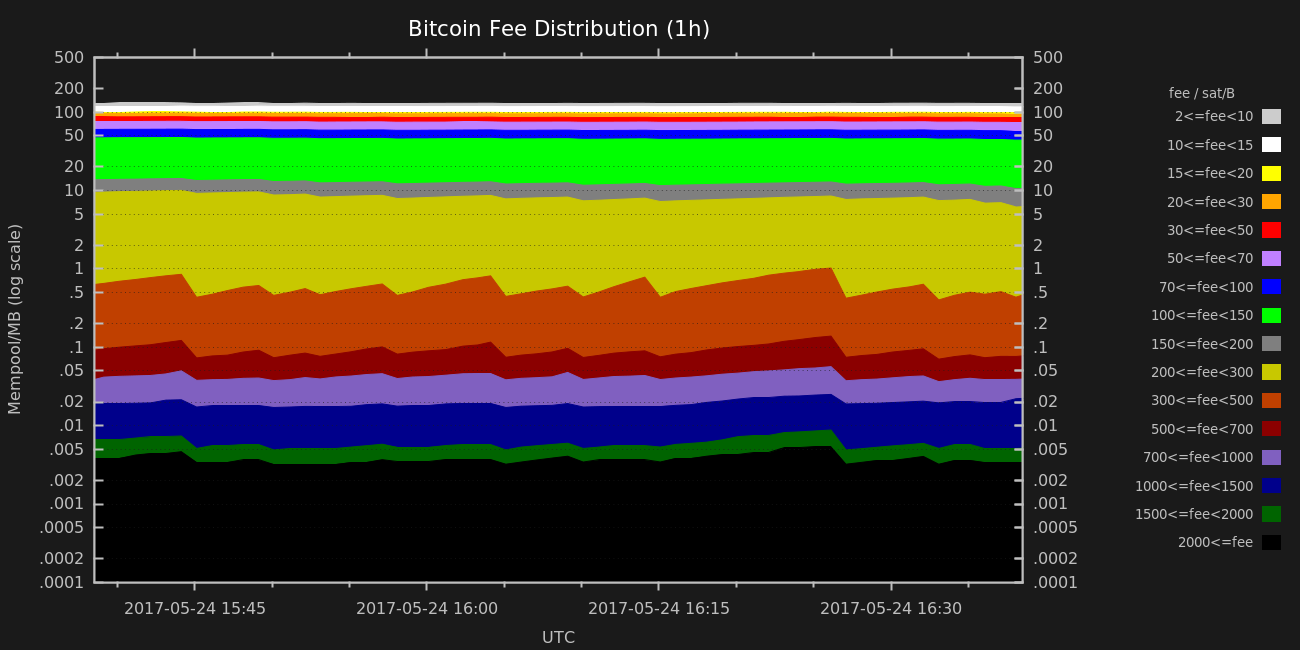 Bitcoin Fee Distribution (1h)
Mempool/MB (log scale)
500
200
100
50
20
10
5
2
1
.5
.2
.1
.05
.02
.01
.005
.002
.001
.0005
.0002
.0001
500
200
100
50
20
10
5
2
1
.5
.2
.1
.05
.02
.01
.005
.002
.001
.0005
.0002
.0001
2017-05-24 15:45
2017-05-24 16:00
2017-05-24 16:15
2017-05-24 16:30
UTC
fee / sat/B
2<=fee<10
10<=fee<15
15<=fee<20
20<=fee<30
30<=fee<50
50<=fee<70
70<=fee<100
100<=fee<150
150<=fee<200
200<=fee<300
300<=fee<500
500<=fee<700
700<=fee<1000
1000<=fee<1500
1500<=fee<2000
2000<=fee